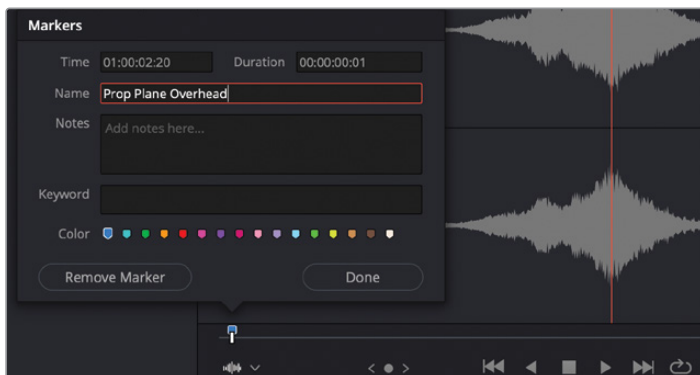 Markers
Time 01:00:02:20 Duration 00:00:00:01
Name Prop Plane Overhead
Notes Add notes here...
Keyword
Color
Remove Marker Done